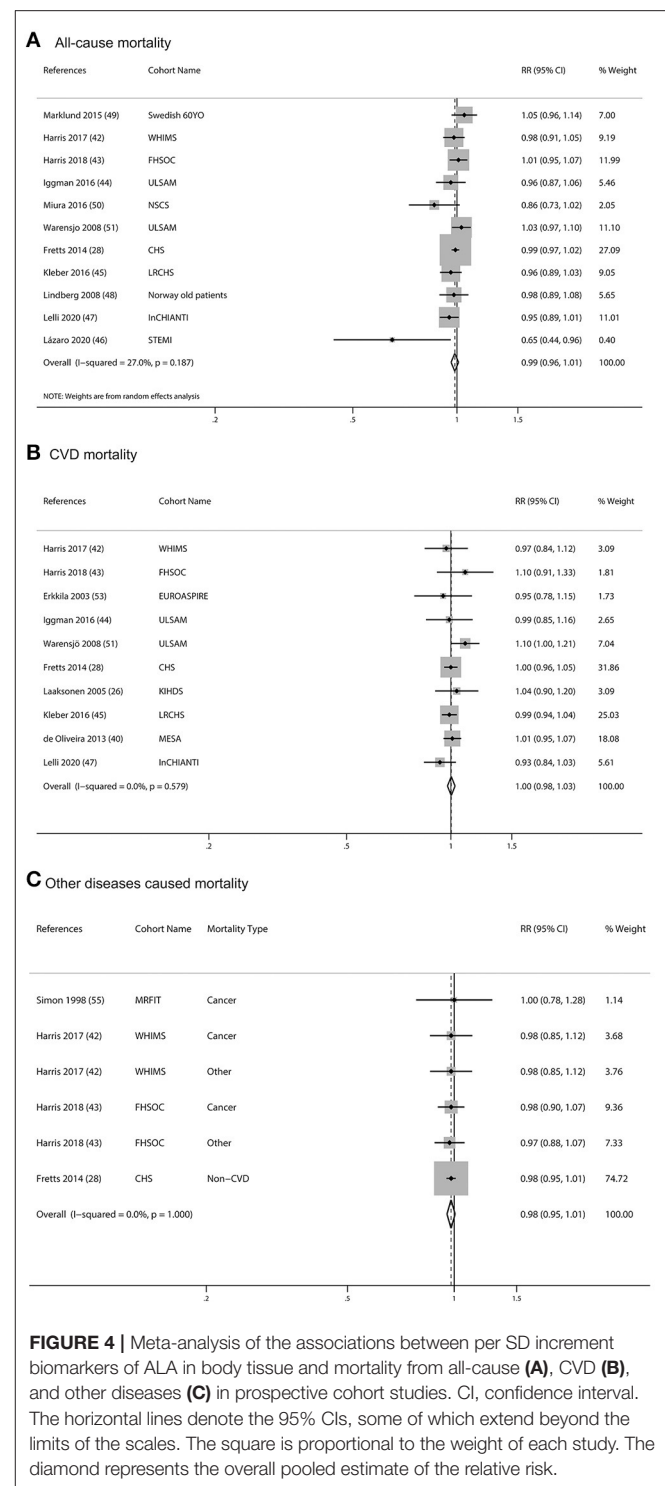 A All-cause mortality
References Cohort Name RR (95% CI) % Weight
Marklund 2015 (49) Swedish 60YO 1.05 (0.96, 1.14) 7.00
Harris 2017 (42) WHIMS 0.98 (0.91, 1.05) 9.19
Harris 2018 (43) FHSOC 1.01 (0.95, 1.07) 11.99
Iggman 2016 (44) ULSAM 0.96 (0.87, 1.06) 5.46
Miura 2016 (50) NSCS 0.86 (0.73, 1.02) 2.05
Warensjo 2008 (51) ULSAM 1.03 (0.97, 1.10) 11.10
Fretts 2014 (28) CHS 0.99 (0.97, 1.02) 27.09
Kleber 2016 (45) LRCHS 0.96 (0.89, 1.03) 9.05
Lindberg 2008 (48) Norway old patients 0.98 (0.89, 1.08) 5.65
Lelli 2020 (47) InCHIANTI 0.95 (0.89, 1.01) 11.01
Lázaro 2020 (46) STEMI 0.65 (0.44, 0.96) 0.40
Overall (I−squared = 27.0%, p = 0.187) 0.99 (0.96, 1.01) 100.00
NOTE: Weights are from random effects analysis
.2 .5 1 1.5
B CVD mortality
References Cohort Name RR (95% CI) % Weight
Harris 2017 (42) WHIMS 0.97 (0.84, 1.12) 3.09
Harris 2018 (43) FHSOC 1.10 (0.91, 1.33) 1.81
Erkkila 2003 (53) EUROASPIRE 0.95 (0.78, 1.15) 1.73
Iggman 2016 (44) ULSAM 0.99 (0.85, 1.16) 2.65
Warensjö 2008 (51) ULSAM 1.10 (1.00, 1.21) 7.04
Fretts 2014 (28) CHS 1.00 (0.96, 1.05) 31.86
Laaksonen 2005 (26) KIHDS 1.04 (0.90, 1.20) 3.09
Kleber 2016 (45) LRCHS 0.99 (0.94, 1.04) 25.03
de Oliveira 2013 (40) MESA 1.01 (0.95, 1.07) 18.08
Lelli 2020 (47) InCHIANTI 0.93 (0.84, 1.03) 5.61
Overall (I−squared = 0.0%, p = 0.579) 1.00 (0.98, 1.03) 100.00
.2 .5 1 1.5
C Other diseases caused mortality
References Cohort Name Mortality Type RR (95% CI) % Weight
Simon 1998 (55) MRFIT Cancer 1.00 (0.78, 1.28) 1.14
Harris 2017 (42) WHIMS Cancer 0.98 (0.85, 1.12) 3.68
Harris 2017 (42) WHIMS Other 0.98 (0.85, 1.12) 3.76
Harris 2018 (43) FHSOC Cancer 0.98 (0.90, 1.07) 9.36
Harris 2018 (43) FHSOC Other 0.97 (0.88, 1.07) 7.33
Fretts 2014 (28) CHS Non−CVD 0.98 (0.95, 1.01) 74.72
Overall (I−squared = 0.0%, p = 1.000) 0.98 (0.95, 1.01) 100.00
.2 .5 1 1.5
FIGURE 4 | Meta-analysis of the associations between per SD increment
biomarkers of ALA in body tissue and mortality from all-cause (A), CVD (B),
and other diseases (C) in prospective cohort studies. CI, confidence interval.
The horizontal lines denote the 95% CIs, some of which extend beyond the
limits of the scales. The square is proportional to the weight of each study. The
diamond represents the overall pooled estimate of the relative risk.